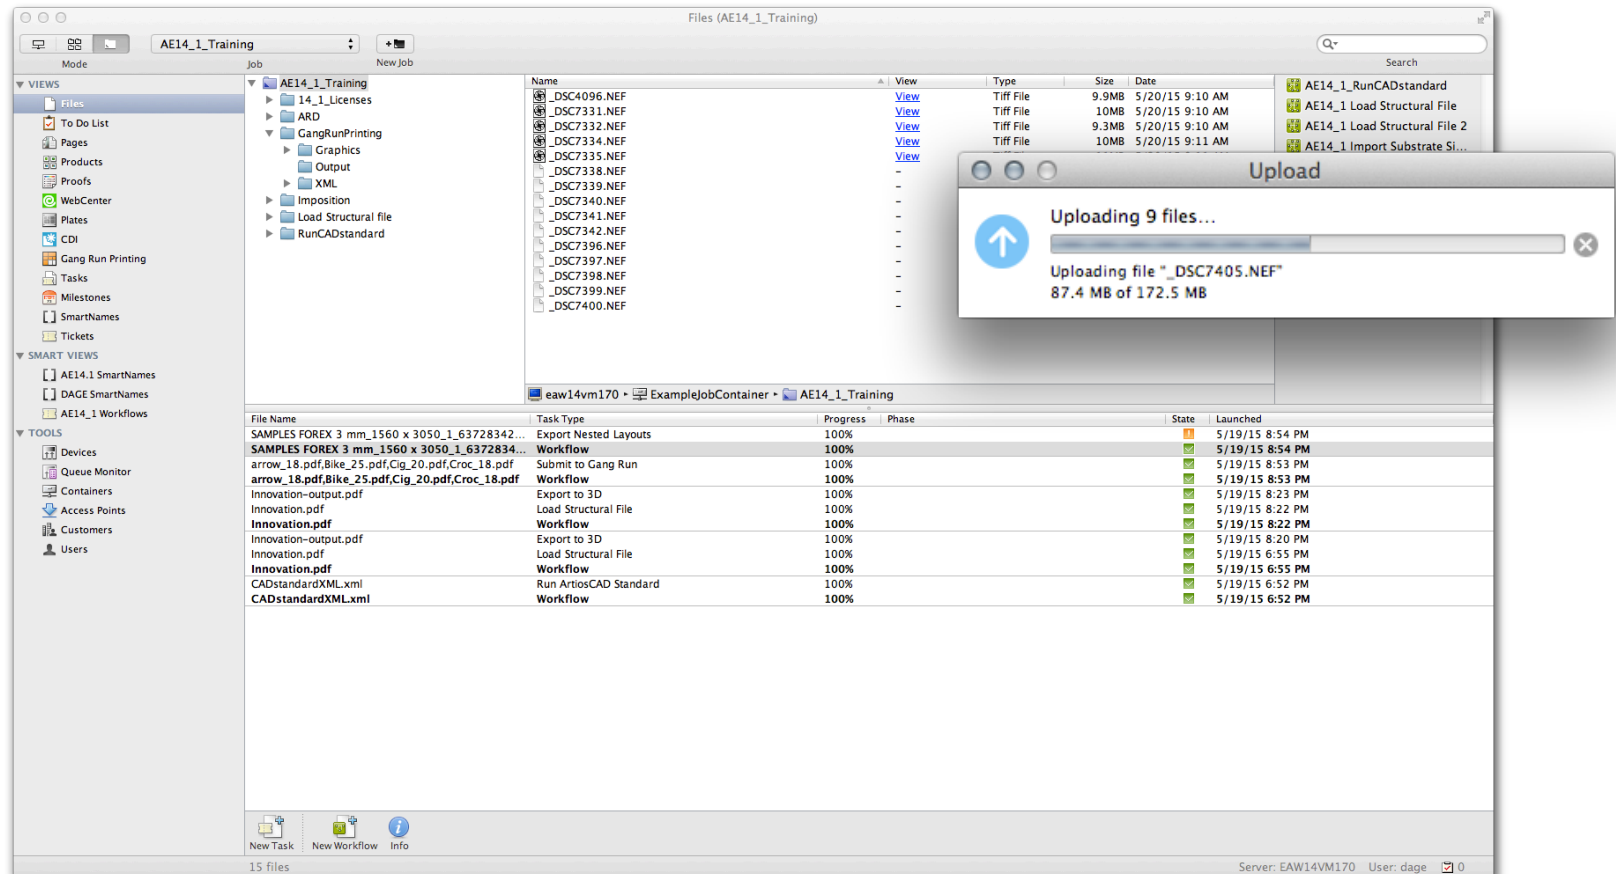 Files (AE14_1_Training)
AE14_1_Training
Mode
Job
New Job
Search
VIEWS
Files
To Do List
Pages
Products
Proofs
WebCenter
Plates
CDI
Gang Run Printing
Tasks
Milestones
SmartNames
Tickets
SMART VIEWS
AE14.1 SmartNames
DAGE SmartNames
AE14_1 Workflows
TOOLS
Devices
Queue Monitor
Containers
Access Points
Customers
Users
AE14_1_Training
14_1_Licenses
ARD
GangRunPrinting
Graphics
Output
XML
Imposition
Load Structural file
RunCADstandard
Name View Type Size Date
_DSC4096.NEF View Tiff File 9.9MB 5/20/15 9:10 AM
_DSC7331.NEF View Tiff File 10MB 5/20/15 9:10 AM
_DSC7332.NEF View Tiff File 9.3MB 5/20/15 9:10 AM
_DSC7334.NEF View Tiff File 10MB 5/20/15 9:11 AM
_DSC7335.NEF View
_DSC7338.NEF -
_DSC7339.NEF -
_DSC7340.NEF -
_DSC7341.NEF -
_DSC7342.NEF -
_DSC7396.NEF -
_DSC7397.NEF -
_DSC7398.NEF -
_DSC7399.NEF -
_DSC7400.NEF -
eaw14vm170 ▸ ExampleJobContainer ▸ AE14_1_Training
AE14_1_RunCADstandard
AE14_1 Load Structural File
AE14_1 Load Structural File 2
AE14_1 Import Substrate Si...
Upload
Uploading 9 files...
Uploading file "_DSC7405.NEF"
87.4 MB of 172.5 MB
File Name Task Type Progress Phase State Launched
SAMPLES FOREX 3 mm_1560 x 3050_1_63728342... Export Nested Layouts 100% 5/19/15 8:54 PM
SAMPLES FOREX 3 mm_1560 x 3050_1_6372834... Workflow 100% 5/19/15 8:54 PM
arrow_18.pdf,Bike_25.pdf,Cig_20.pdf,Croc_18.pdf Submit to Gang Run 100% 5/19/15 8:53 PM
arrow_18.pdf,Bike_25.pdf,Cig_20.pdf,Croc_18.pdf Workflow 100% 5/19/15 8:53 PM
Innovation-output.pdf Export to 3D 100% 5/19/15 8:23 PM
Innovation.pdf Load Structural File 100% 5/19/15 8:22 PM
Innovation.pdf Workflow 100% 5/19/15 8:22 PM
Innovation-output.pdf Export to 3D 100% 5/19/15 8:20 PM
Innovation.pdf Load Structural File 100% 5/19/15 6:55 PM
Innovation.pdf Workflow 100% 5/19/15 6:55 PM
CADstandardXML.xml Run ArtiosCAD Standard 100% 5/19/15 6:52 PM
CADstandardXML.xml Workflow 100% 5/19/15 6:52 PM
New Task
New Workflow
Info
15 files
Server: EAW14VM170 User: dage 0